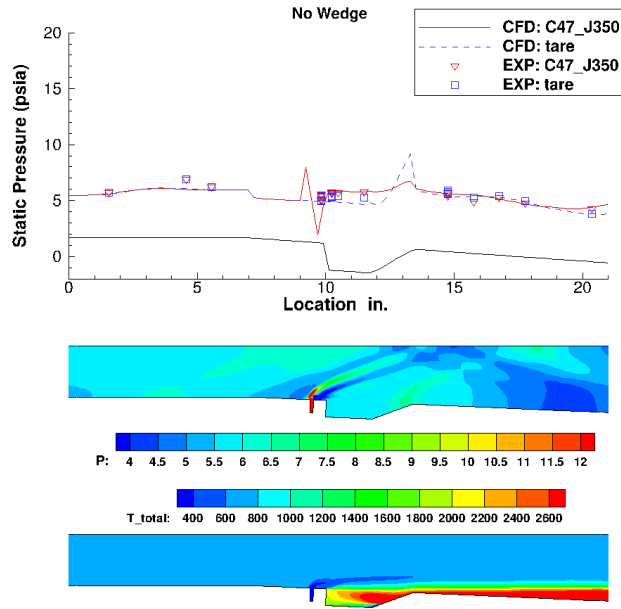 No Wedge
CFD: C47_J350
CFD: tare
EXP: C47_J350
EXP: tare
Static Pressure (psia)
20
15
10
5
0
0 5 10 15 20
Location in.
P: 4 4.5 5 5.5 6 6.5 7 7.5 8 8.5 9 9.5 10 10.5 11 11.5 12
T_total: 400 600 800 1000 1200 1400 1600 1800 2000 2200 2400 2600